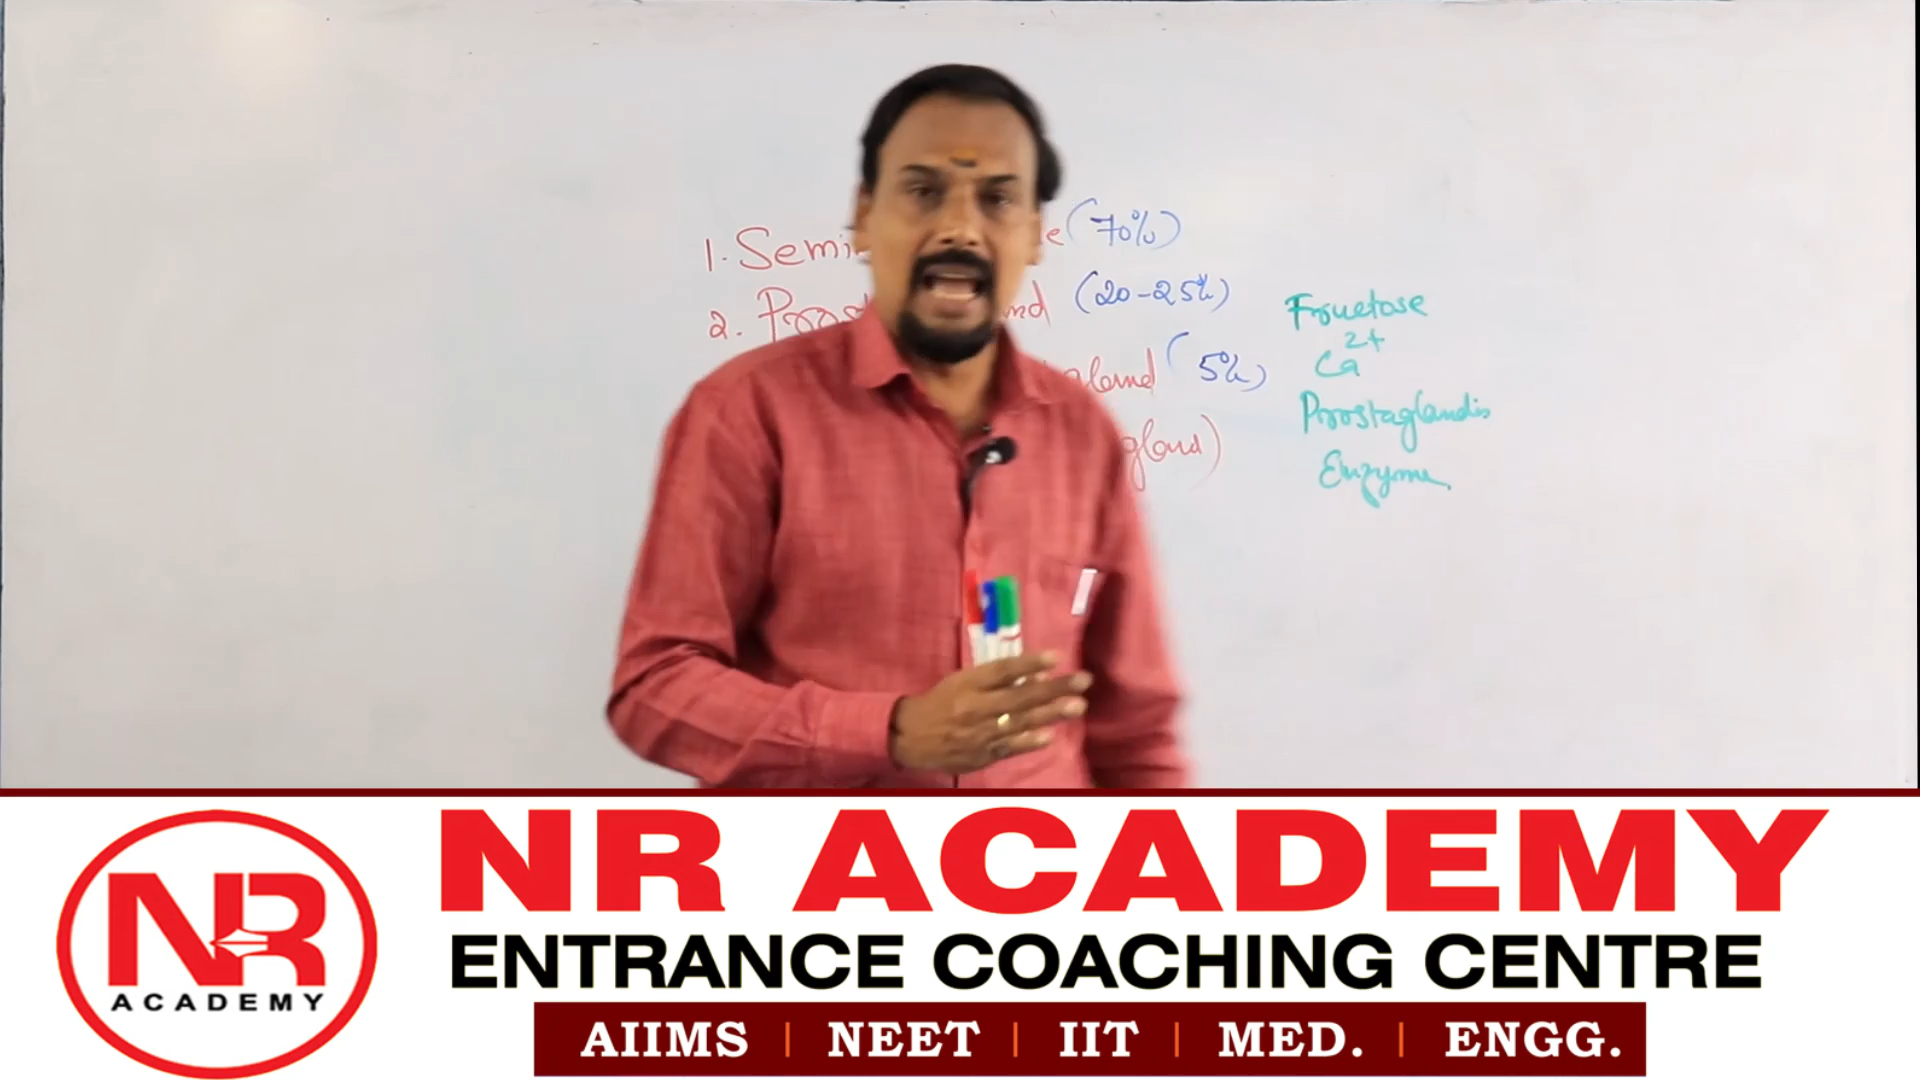 1. Semi e (70%)
2. Pros and (20-25%)
gland (5%)
gland)
Fructose
Ca2+
Prostaglandis
Enzyme
NR ACADEMY
NR
ACADEMY
ENTRANCE COACHING CENTRE
AIIMS | NEET | IIT | MED. | ENGG.